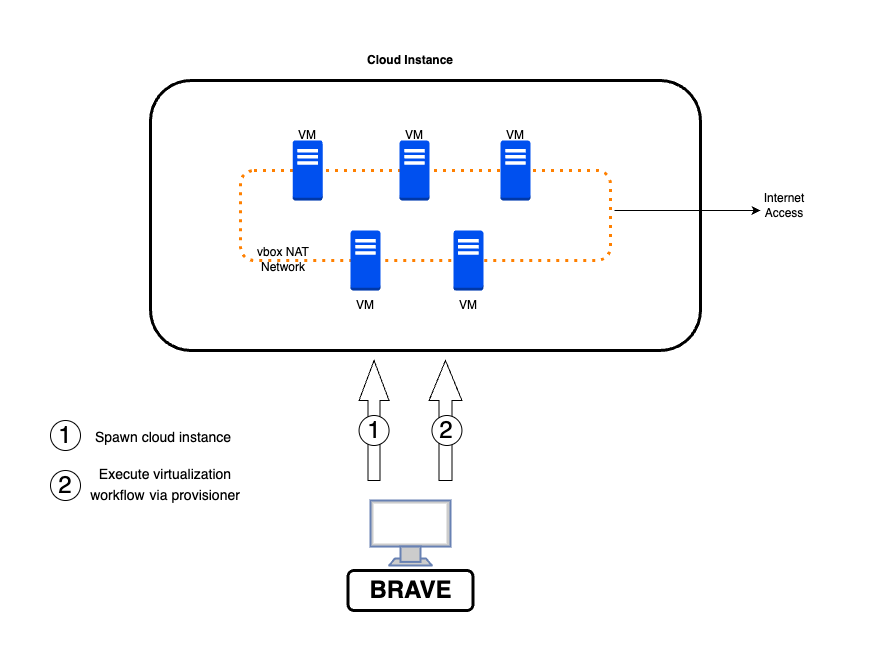 Cloud Instance
VM
VM
VM
Internet
Access
vbox NAT
Network
VM
VM
1
2
1
Spawn cloud instance
2
Execute virtualization
workflow via provisioner
BRAVE